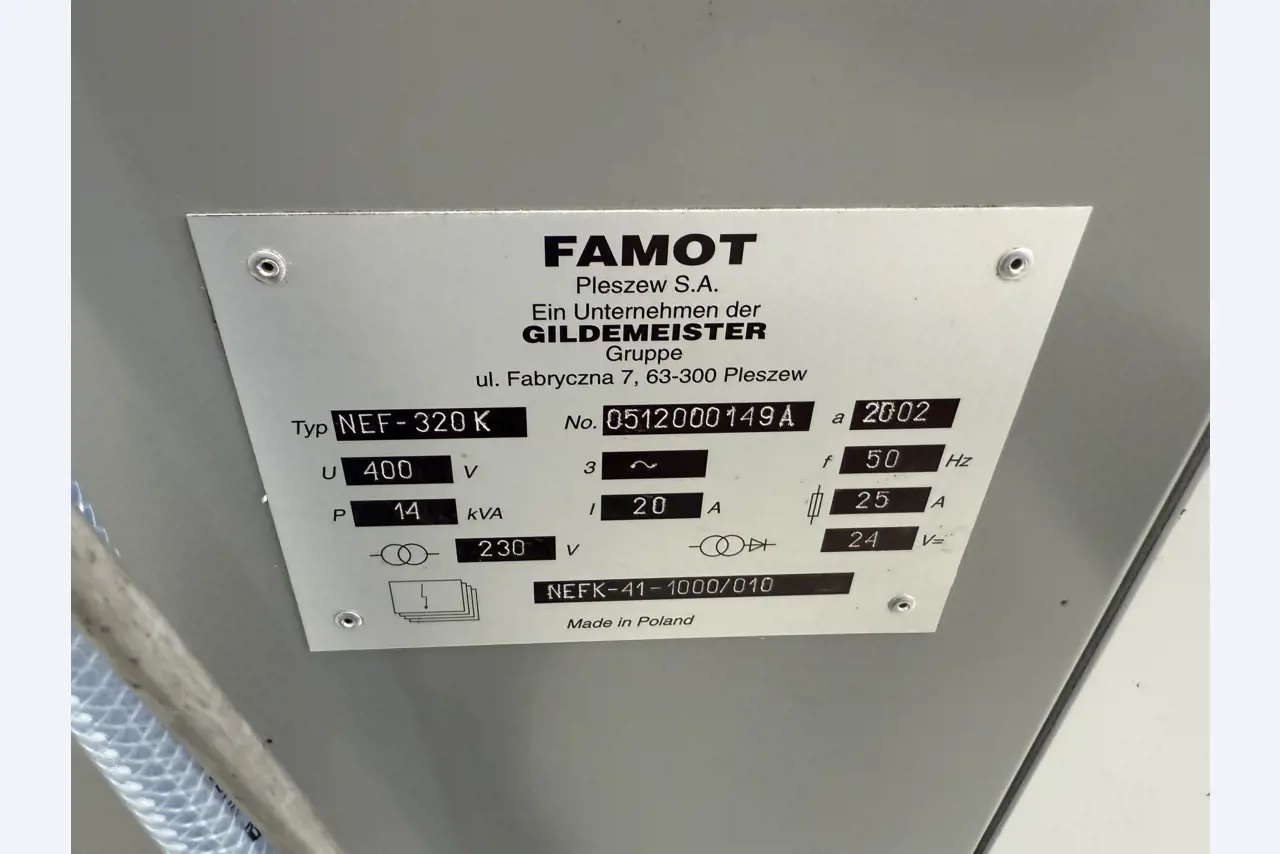 FAMOT
Pleszew S.A.
Ein Unternehmen der
GILDEMEISTER
Gruppe
ul. Fabryczna 7, 63-300 Pleszew
Typ NEF-320K No. 0512000149A a 2002
U 400 V 3 ~ f 50 Hz
P 14 kVA I 20 A 25 A
230 V 24 V=
NEFK-41-1000/010
Made in Poland